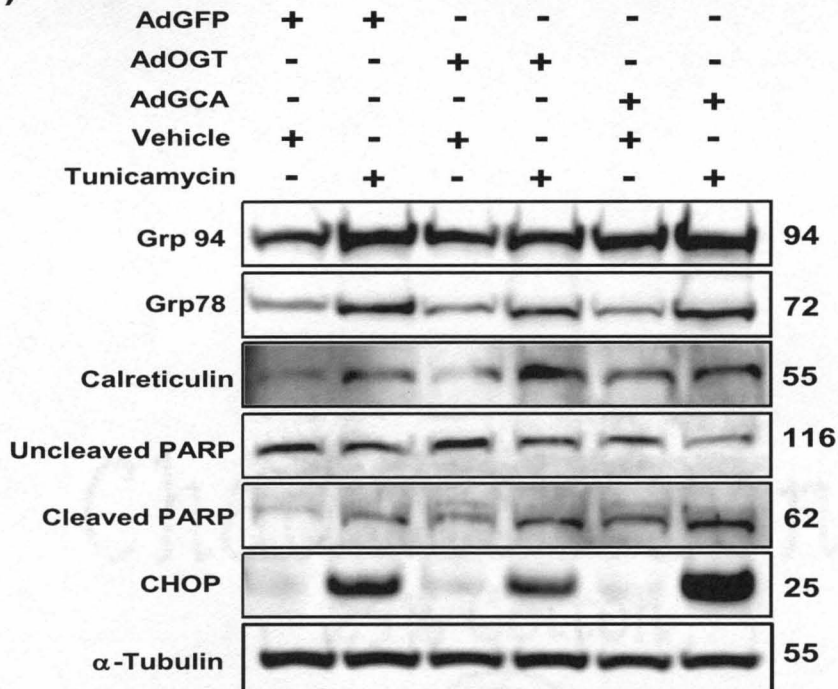 )
AdGFP + + - - - -
AdOGT - - + + - -
AdGCA - - - - + +
Vehicle + - + - + -
Tunicamycin - + - + - +
Grp 94 94
Grp78 72
Calreticulin 55
Uncleaved PARP 116
Cleaved PARP 62
CHOP 25
α-Tubulin 55